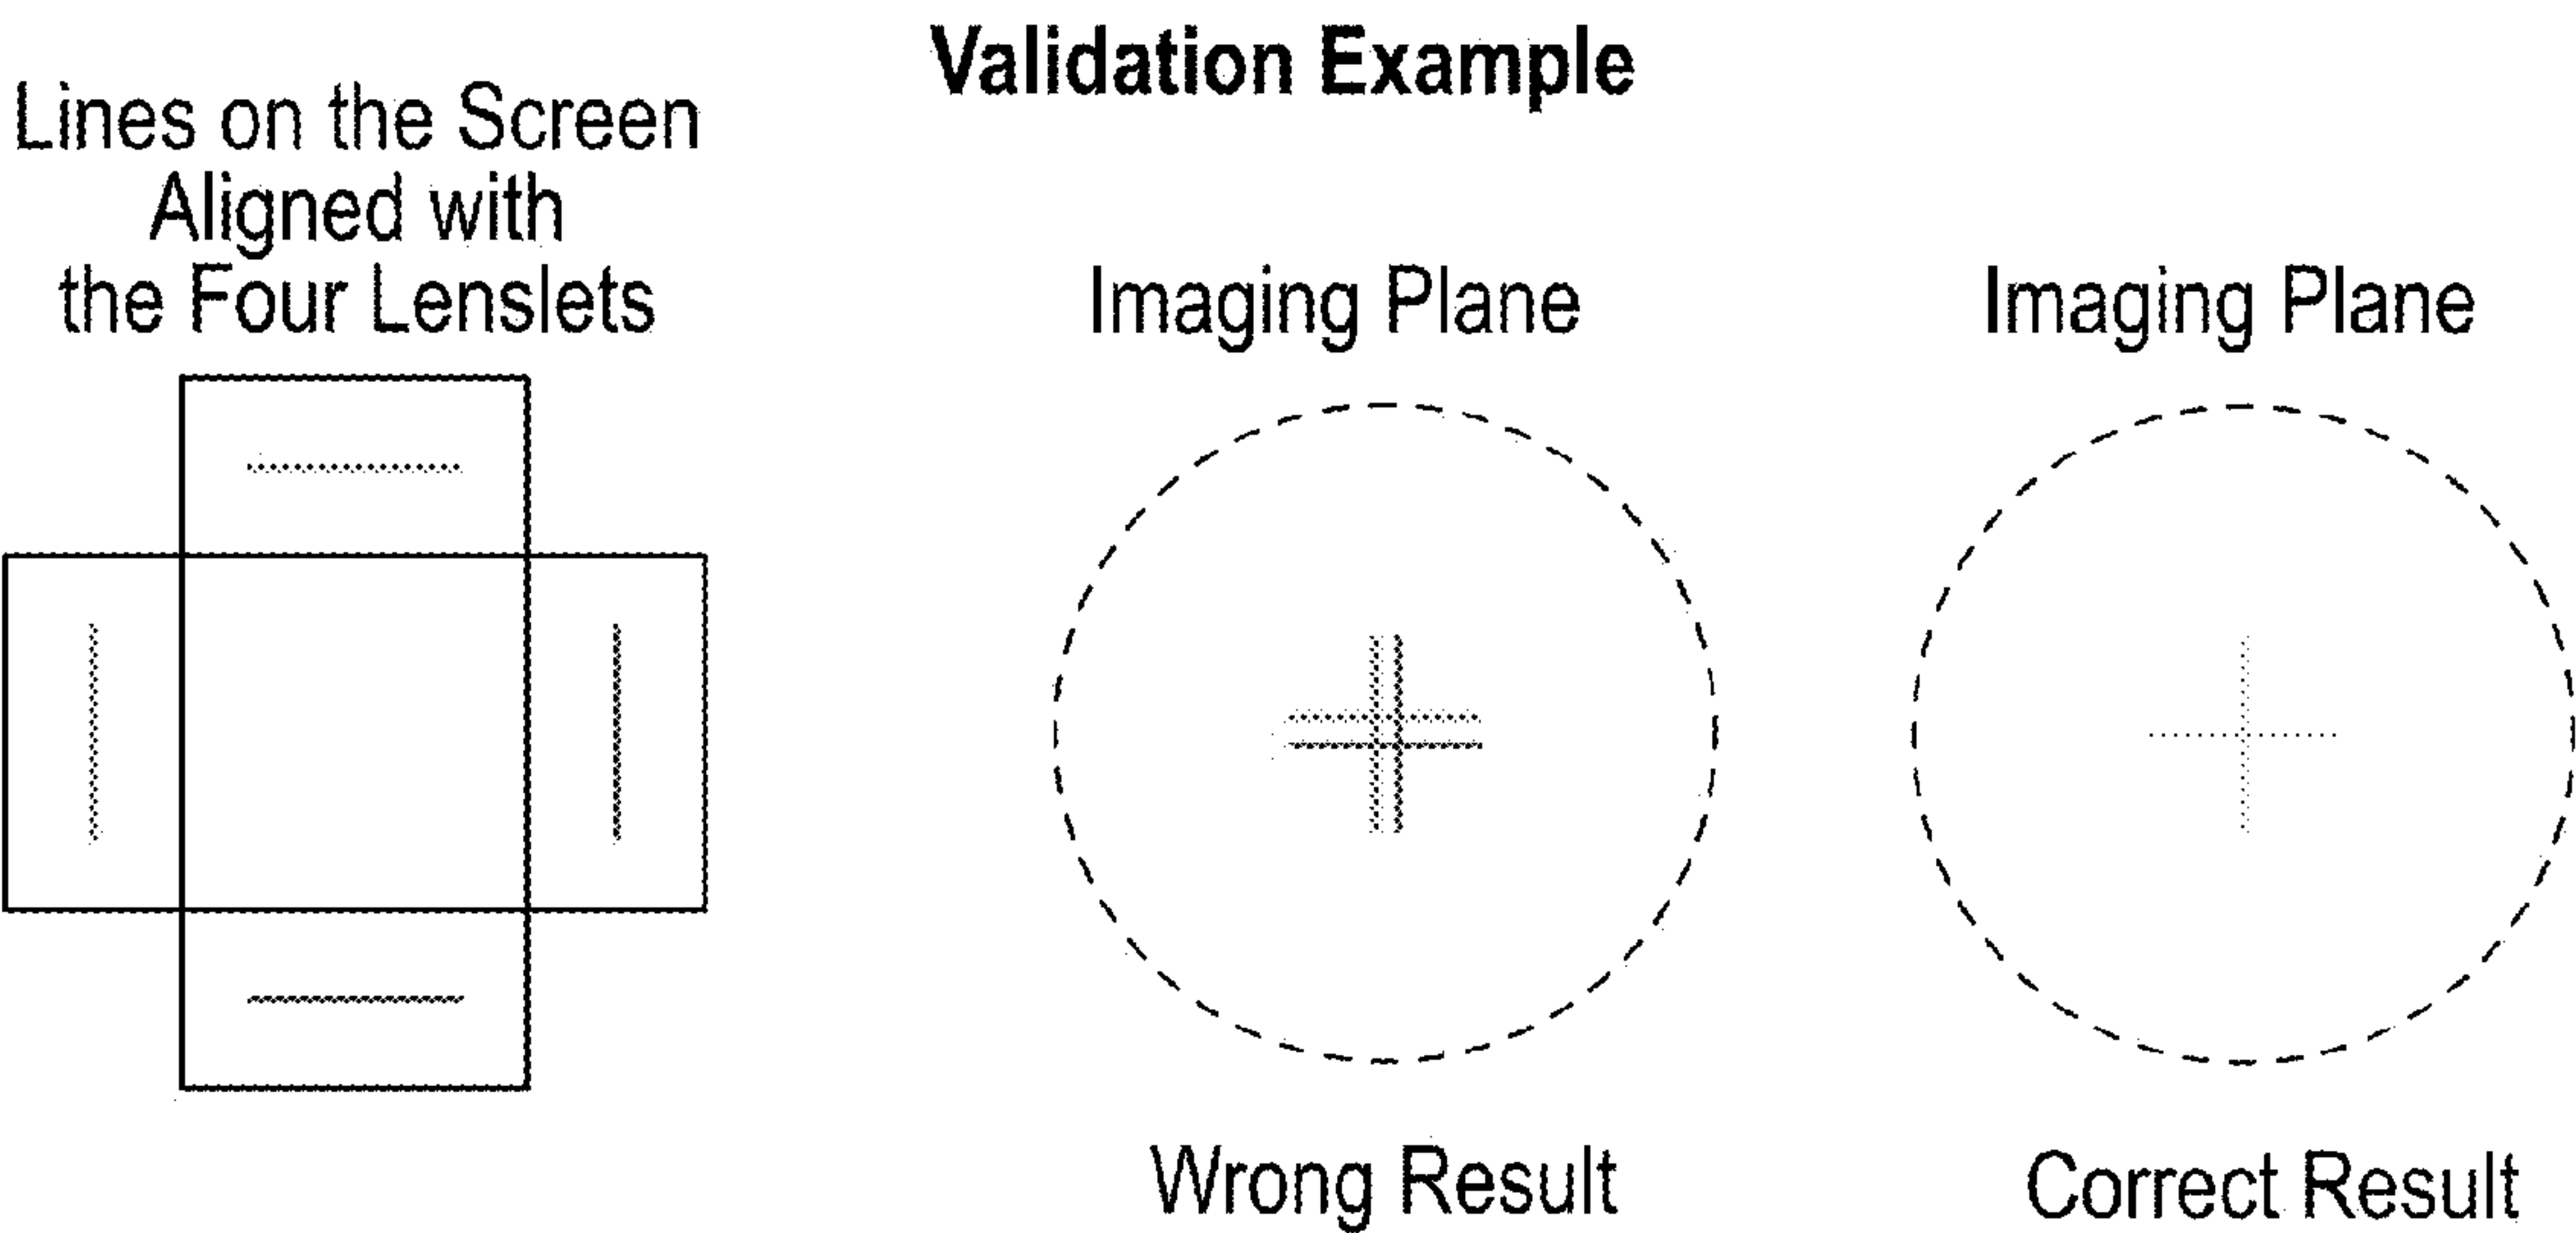 Validation Example
Lines on the Screen
Aligned with
the Four Lenslets
Imaging Plane
Imaging Plane
Wrong Result
Correct Result